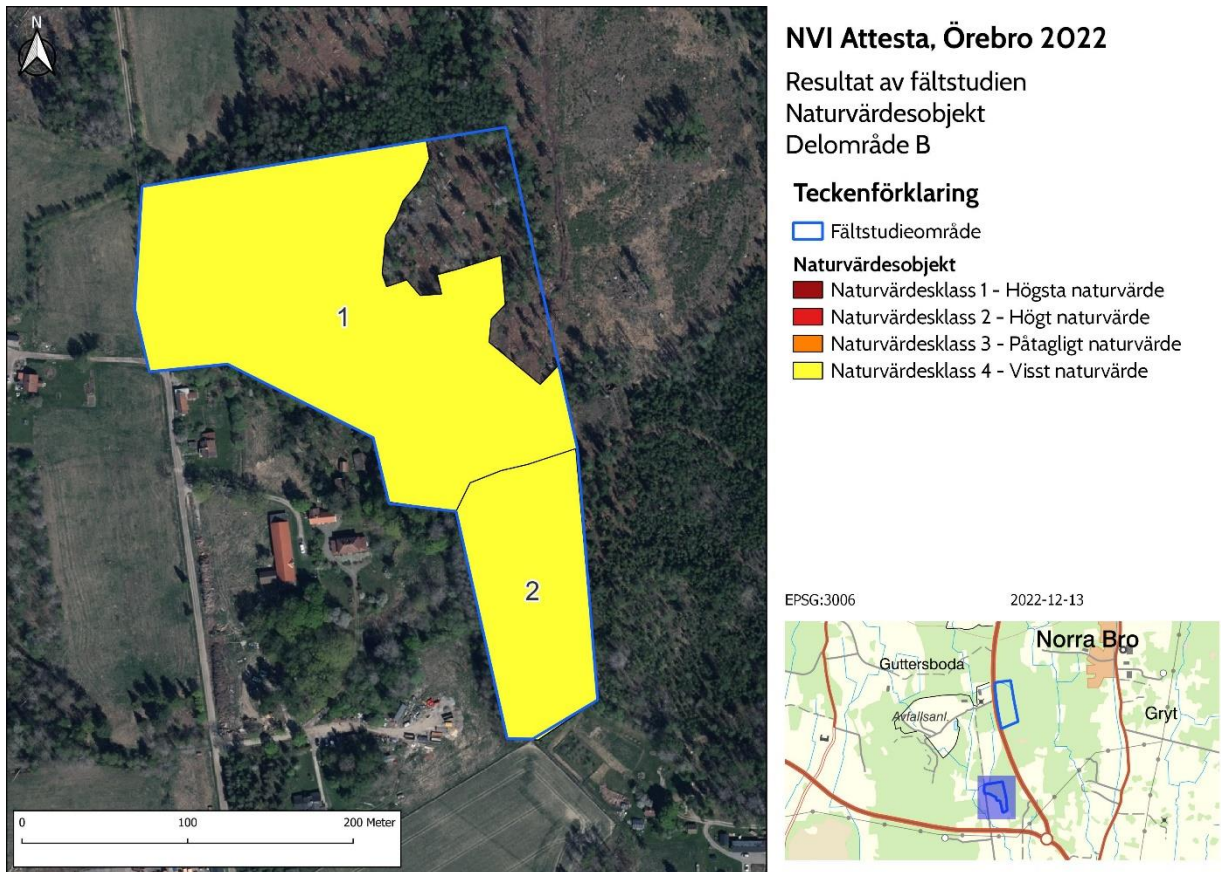 N
1
2
0 100 200 Meter
NVI Attesta, Örebro 2022
Resultat av fältstudien
Naturvärdesobjekt
Delområde B
Teckenförklaring
Fältstudieområde
Naturvärdesobjekt
Naturvärdesklass 1 - Högsta naturvärde
Naturvärdesklass 2 - Högt naturvärde
Naturvärdesklass 3 - Påtagligt naturvärde
Naturvärdesklass 4 - Visst naturvärde
EPSG:3006 2022-12-13
Norra Bro
Guttersboda
Avfallsanl.
Gryt